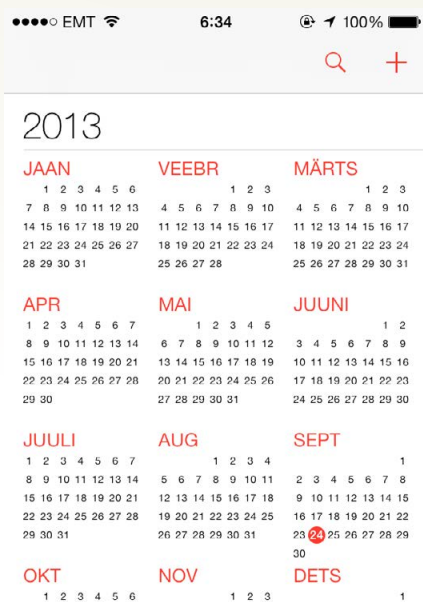 EMT 6:34 100%
2013
JAAN VEEBR MÄRTS
1 2 3 4 5 6 1 2 3 1 2 3
7 8 9 10 11 12 13 4 5 6 7 8 9 10 4 5 6 7 8 9 10
14 15 16 17 18 19 20 11 12 13 14 15 16 17 11 12 13 14 15 16 17
21 22 23 24 25 26 27 18 19 20 21 22 23 24 18 19 20 21 22 23 24
28 29 30 31 25 26 27 28 25 26 27 28 29 30 31
APR MAI JUUNI
1 2 3 4 5 6 7 1 2 3 4 5 1 2
8 9 10 11 12 13 14 6 7 8 9 10 11 12 3 4 5 6 7 8 9
15 16 17 18 19 20 21 13 14 15 16 17 18 19 10 11 12 13 14 15 16
22 23 24 25 26 27 28 20 21 22 23 24 25 26 17 18 19 20 21 22 23
29 30 27 28 29 30 31 24 25 26 27 28 29 30
JUULI AUG SEPT
1 2 3 4 5 6 7 1 2 3 4 1
8 9 10 11 12 13 14 5 6 7 8 9 10 11 2 3 4 5 6 7 8
15 16 17 18 19 20 21 12 13 14 15 16 17 18 9 10 11 12 13 14 15
22 23 24 25 26 27 28 19 20 21 22 23 24 25 16 17 18 19 20 21 22
29 30 31 26 27 28 29 30 31 23 24 25 26 27 28 29
30
OKT NOV DETS
1 2 3 4 5 6 1 2 3 1